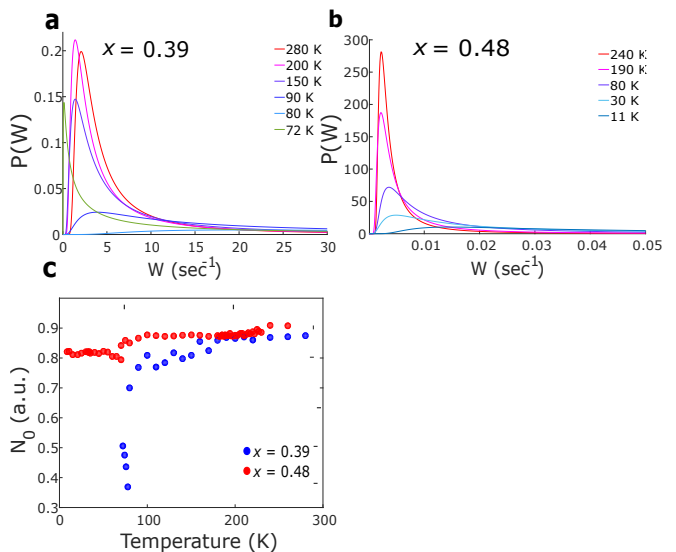 a
x = 0.39
0.2
0.15
0.1
0.05
0
P(W)
0
5
10
15
20
25
30
W (sec-1)
280 K
200 K
150 K
90 K
80 K
72 K
b
x = 0.48
300
250
200
150
100
50
0
P(W)
0.01
0.02
0.03
0.04
0.05
W (sec-1)
240 K
190 K
80 K
30 K
11 K
c
0.9
0.8
0.7
0.6
0.5
0.4
0.3
N0 (a.u.)
0
100
200
300
Temperature (K)
x = 0.39
x = 0.48